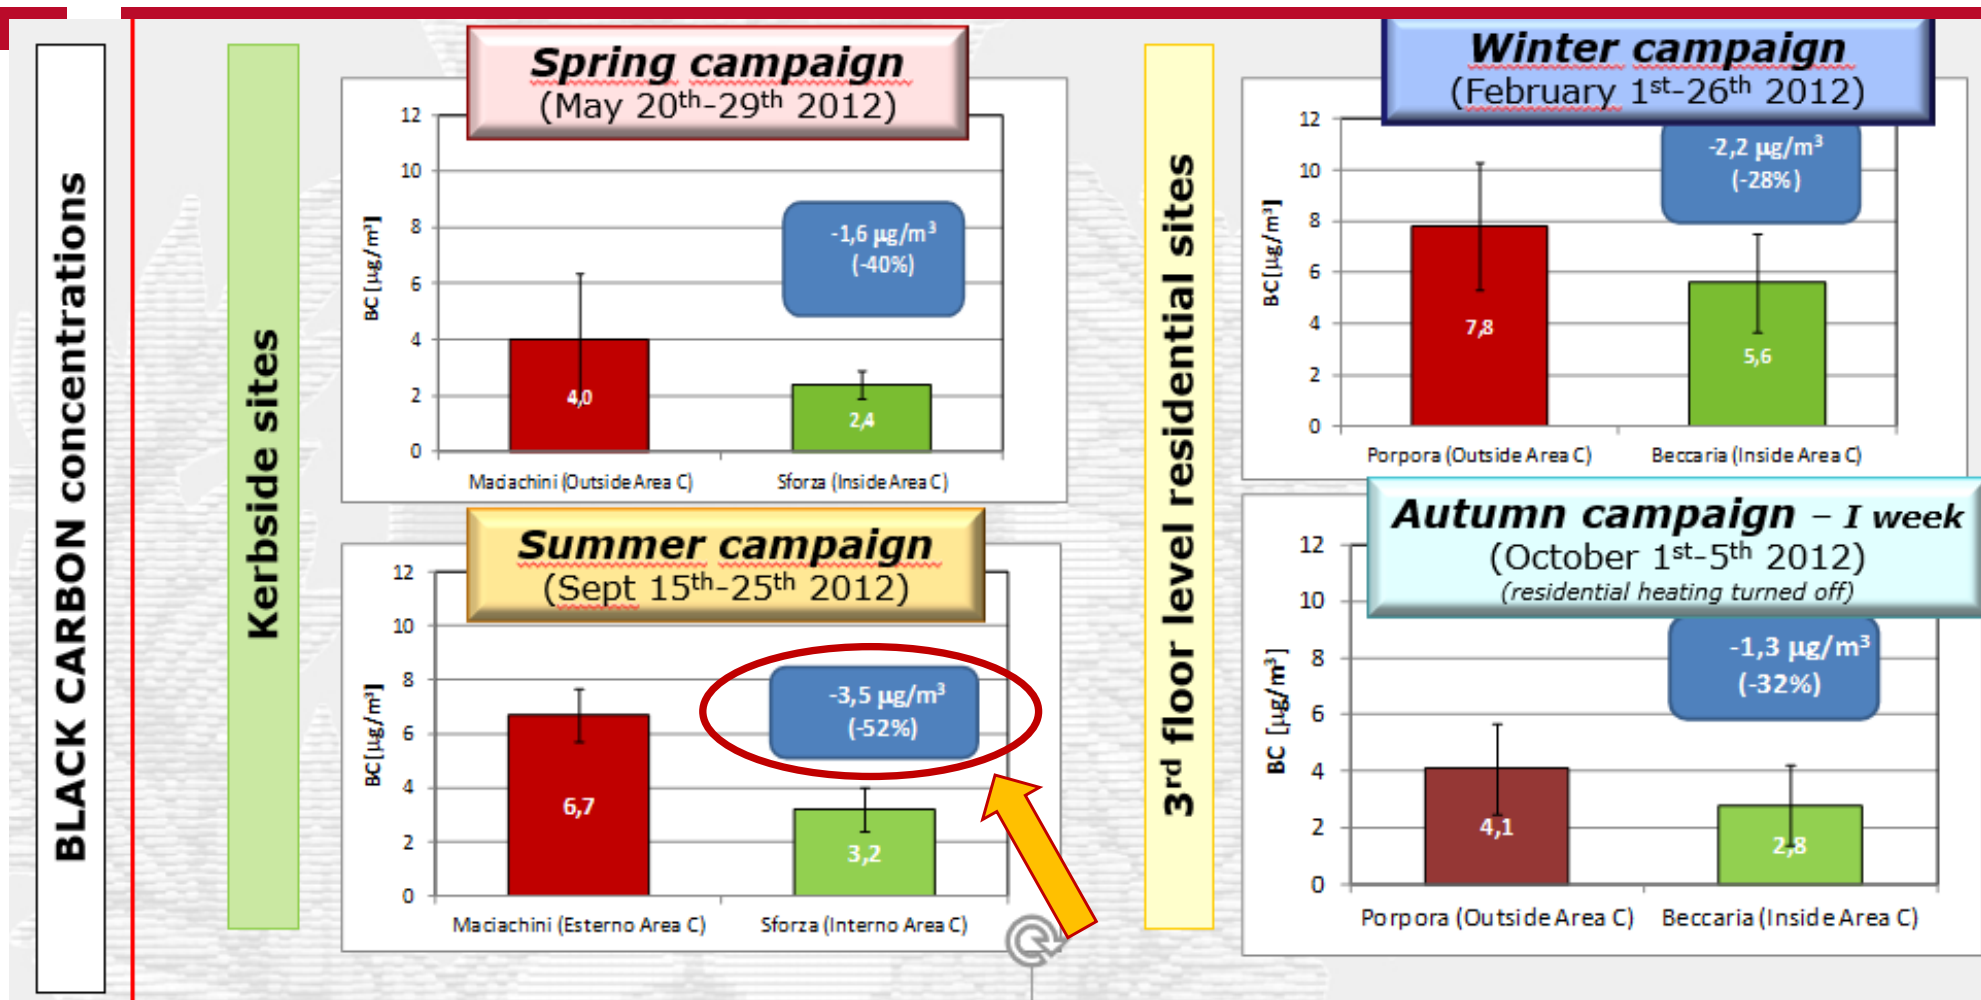 BLACK CARBON concentrations
Kerbside sites
Spring campaign
(May 20th-29th 2012)
12
10
8
6
4
2
0
BC [µg/m³]
-1,6 µg/m³
(-40%)
4,0
2,4
Maciachini (Outside Area C)
Sforza (Inside Area C)
Summer campaign
(Sept 15th-25th 2012)
12
10
8
6
4
2
0
BC [µg/m³]
-3,5 µg/m³
(-52%)
6,7
3,2
Maciachini (Esterno Area C)
Sforza (Interno Area C)
3rd floor level residential sites
Winter campaign
(February 1st-26th 2012)
12
10
8
6
4
2
0
BC [µg/m³]
-2,2 µg/m³
(-28%)
7,8
5,6
Porpora (Outside Area C)
Beccaria (Inside Area C)
Autumn campaign – I week
(October 1st-5th 2012)
(residential heating turned off)
12
10
8
6
4
2
0
BC [µg/m³]
-1,3 µg/m³
(-32%)
4,1
2,8
Porpora (Outside Area C)
Beccaria (Inside Area C)